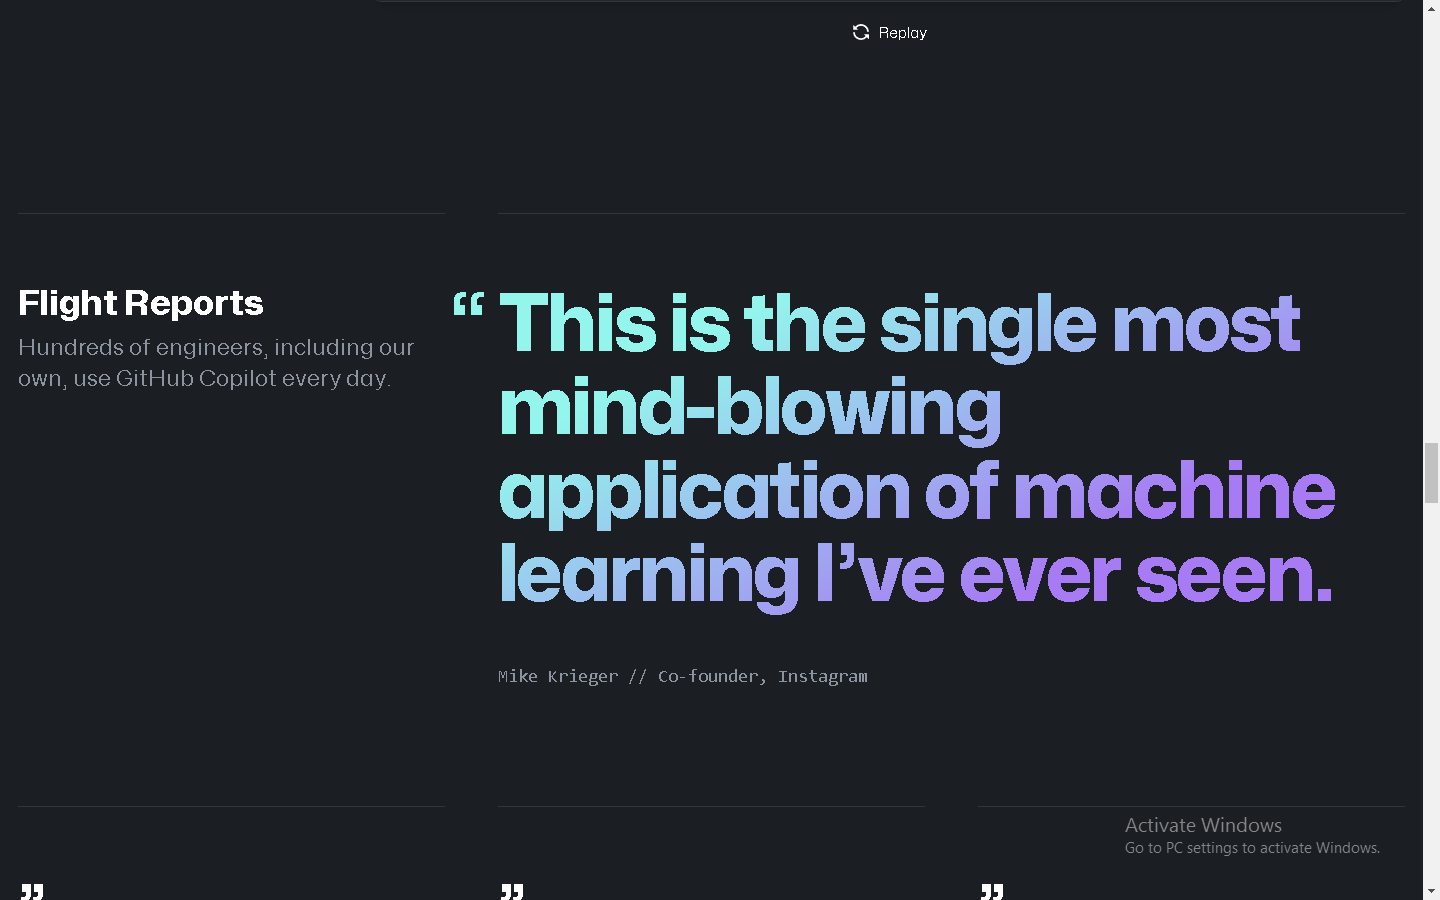 Replay
Flight Reports
Hundreds of engineers, including our
own, use GitHub Copilot every day.
“ This is the single most
mind-blowing
application of machine
learning I’ve ever seen.
Mike Krieger // Co-founder, Instagram
Activate Windows
Go to PC settings to activate Windows.
” ” ”